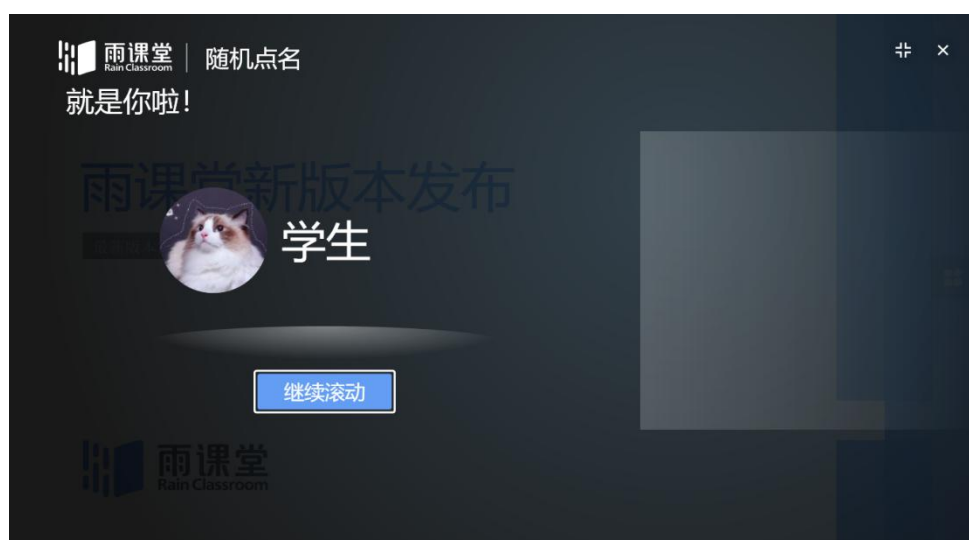 雨课堂 随机点名
Rain Classroom
就是你啦！
雨课堂新版本发布
学生
继续滚动
雨课堂
Rain Classroom